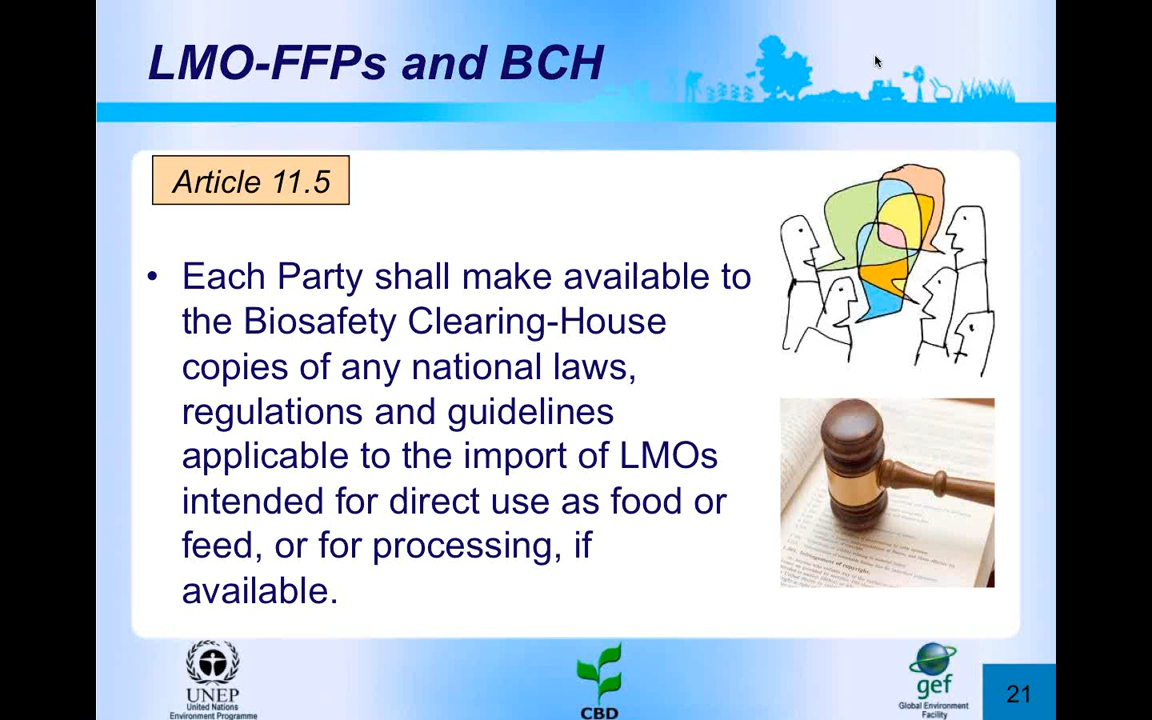 LMO-FFPs and BCH
Article 11.5
• Each Party shall make available to
the Biosafety Clearing-House
copies of any national laws,
regulations and guidelines
applicable to the import of LMOs
intended for direct use as food or
feed, or for processing, if
available.
UNEP
United Nations
Environment Programme
CBD
gef
Global Environment
Facility
21